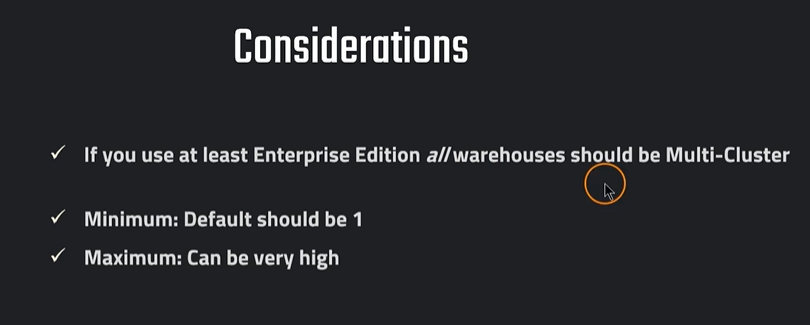 Considerations
If you use at least Enterprise Edition all warehouses should be Multi-Cluster
Minimum: Default should be 1
Maximum: Can be very high